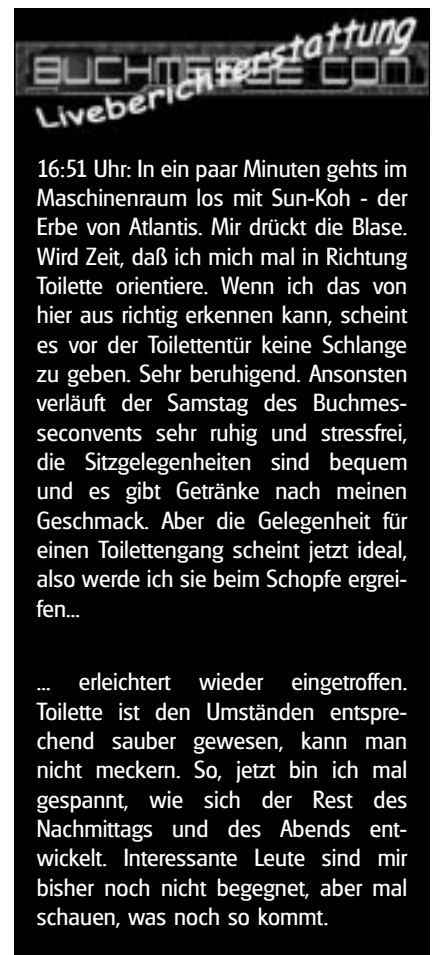 BUCHMESSE CON
Liveberichterstattung
16:51 Uhr: In ein paar Minuten gehts im
Maschinenraum los mit Sun-Koh - der
Erbe von Atlantis. Mir drückt die Blase.
Wird Zeit, daß ich mich mal in Richtung
Toilette orientiere. Wenn ich das von
hier aus richtig erkennen kann, scheint
es vor der Toilettentür keine Schlange
zu geben. Sehr beruhigend. Ansonsten
verläuft der Samstag des Buchmes-
seconvents sehr ruhig und stressfrei,
die Sitzgelegenheiten sind bequem
und es gibt Getränke nach meinen
Geschmack. Aber die Gelegenheit für
einen Toilettengang scheint jetzt ideal,
also werde ich sie beim Schopfe ergrei-
fen...
... erleichtert wieder eingetroffen.
Toilette ist den Umständen entspre-
chend sauber gewesen, kann man
nicht meckern. So, jetzt bin ich mal
gespannt, wie sich der Rest des
Nachmittags und des Abends ent-
wickelt. Interessante Leute sind mir
bisher noch nicht begegnet, aber mal
schauen, was noch so kommt.